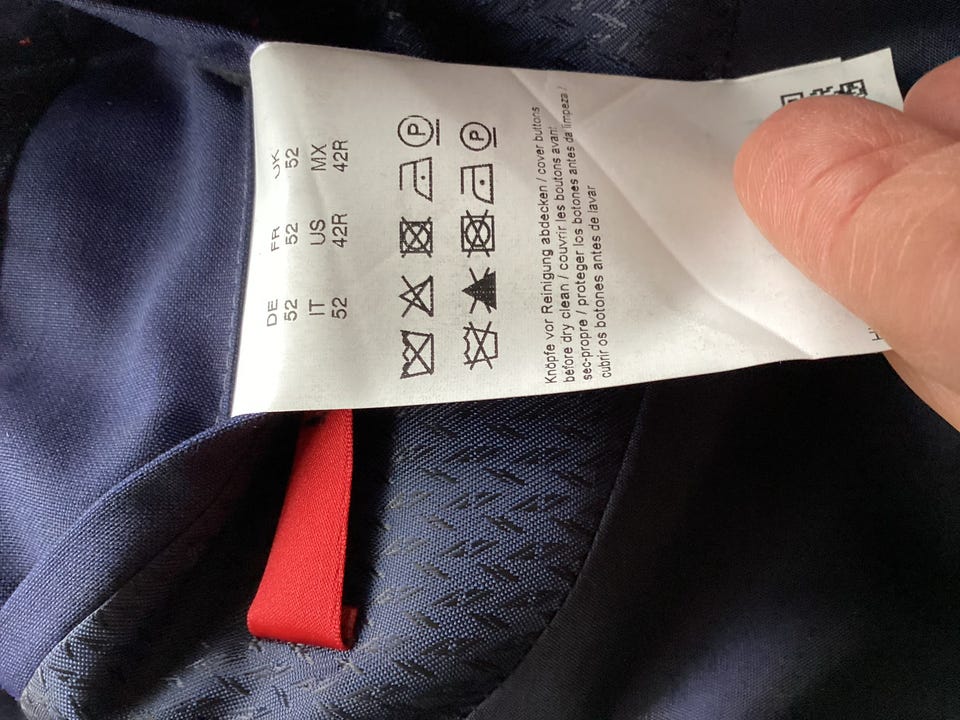 DE FR UK
52 52 52
IT US MX
52 42R 42R
P
P
Knöpfe vor Reinigung abdecken / cover buttons
before dry clean / couvrir les boutons avant
sec-propre / proteger los botones antes da limpeza /
cubrir os botones antes de lavar